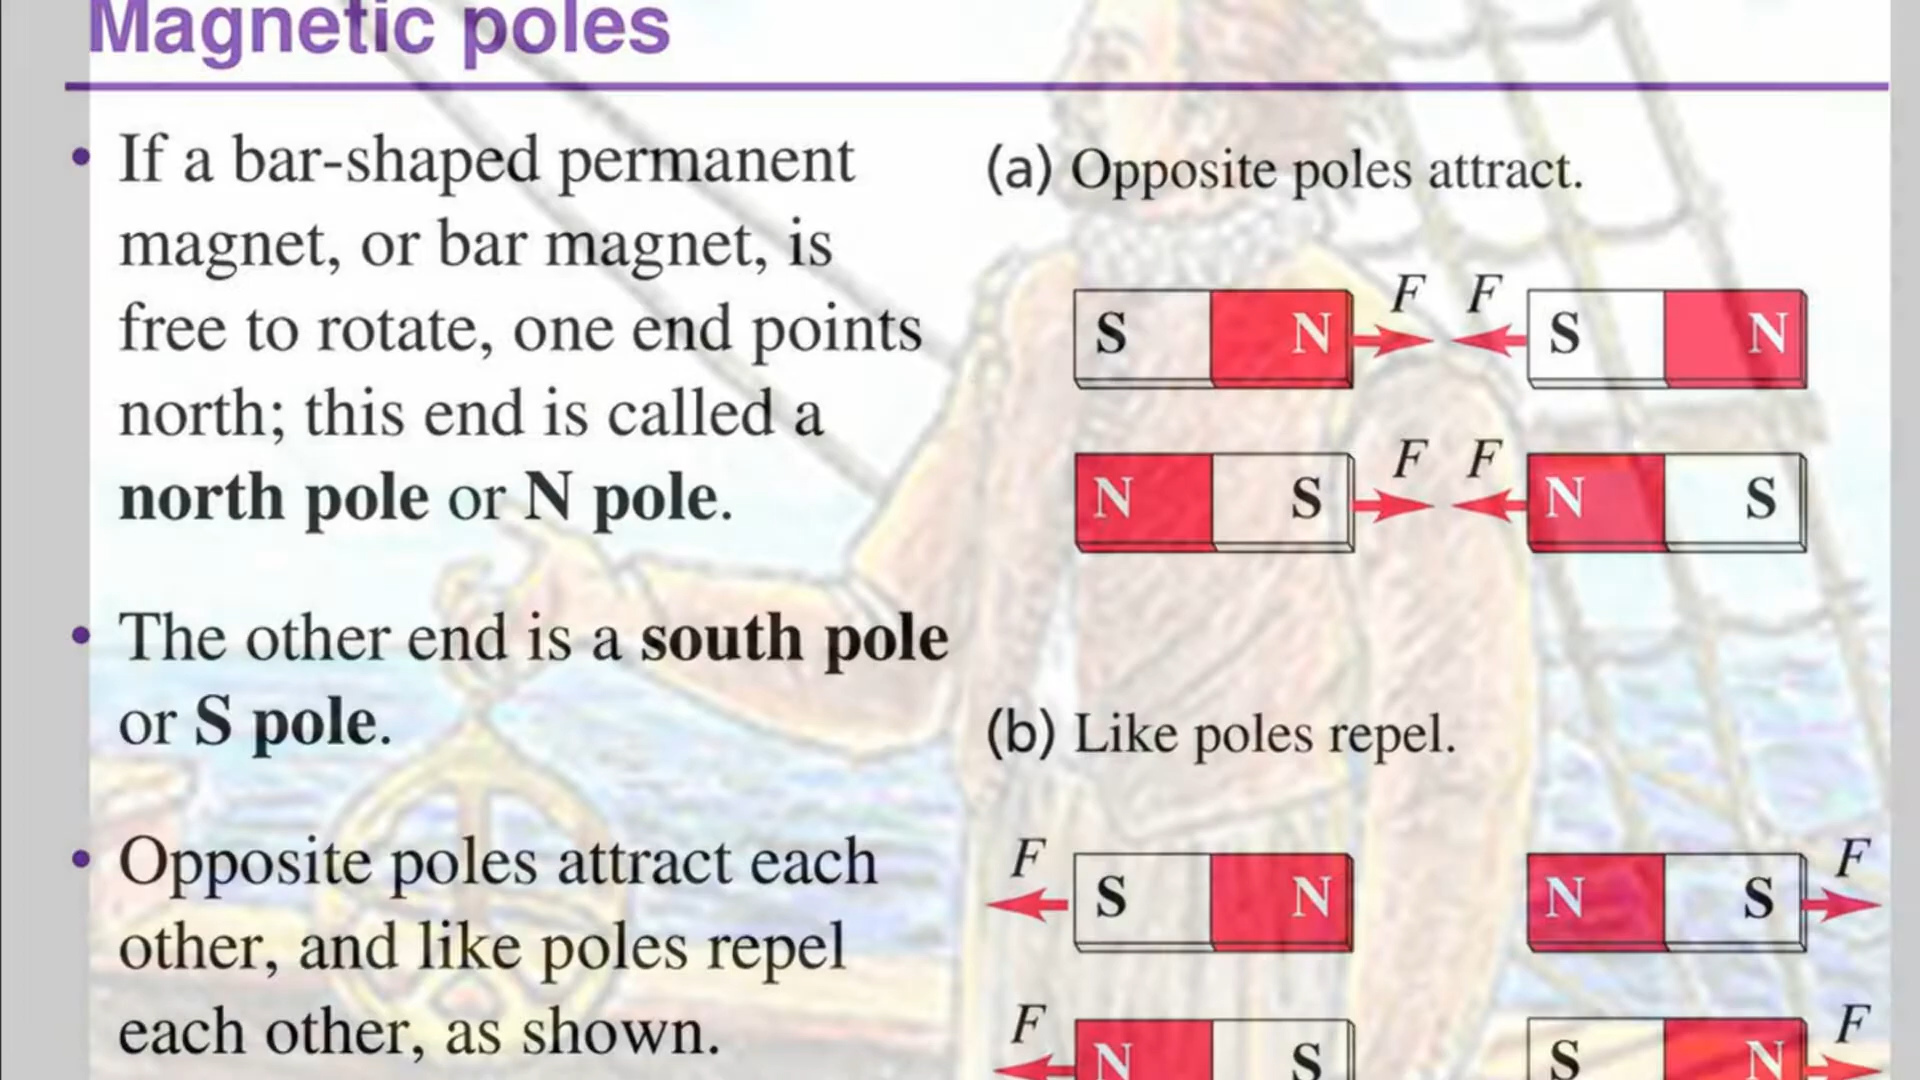 Magnetic poles
• If a bar-shaped permanent
magnet, or bar magnet, is
free to rotate, one end points
north; this end is called a
north pole or N pole.
• The other end is a south pole
or S pole.
• Opposite poles attract each
other, and like poles repel
each other, as shown.
(a) Opposite poles attract.
F F
S N S N
F F
N S N S
(b) Like poles repel.
F F
S N N S
F F
N S S N